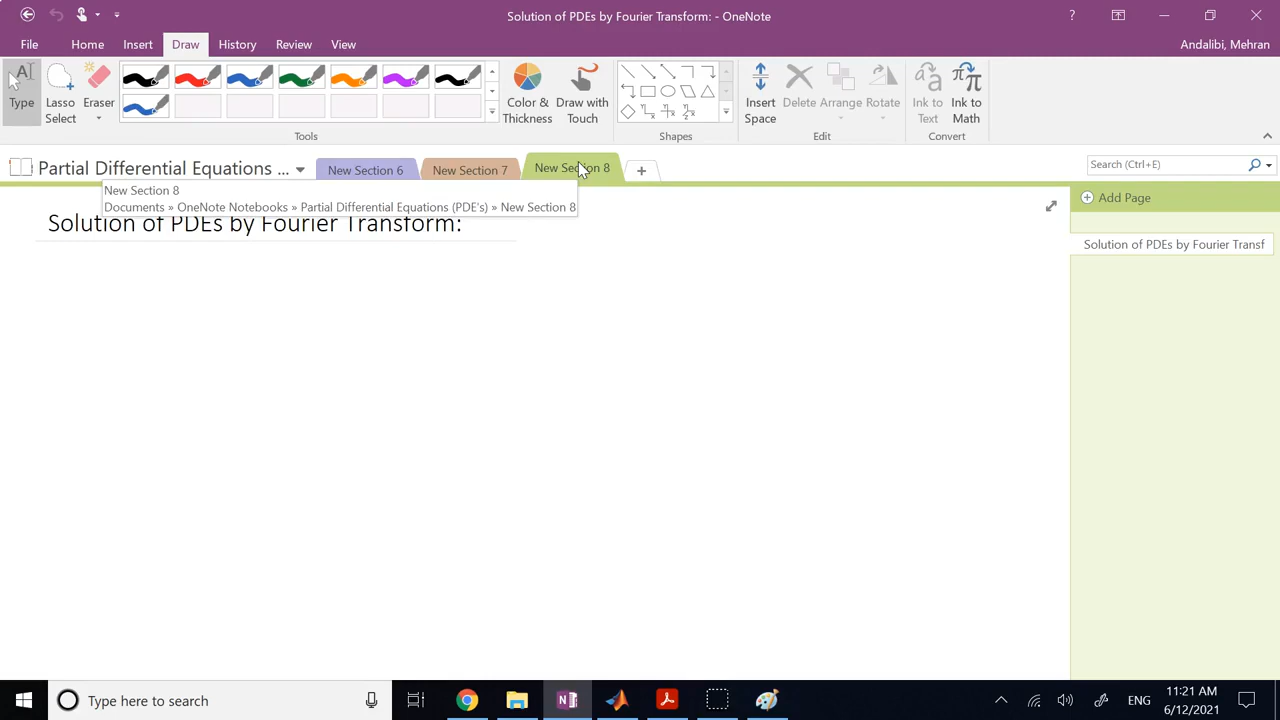 Solution of PDEs by Fourier Transform: - OneNote
?
Andalibi, Mehran
File Home Insert Draw History Review View
Type
Lasso Select
Eraser
Color & Thickness
Draw with Touch
Insert Space
Delete
Arrange
Rotate
Ink to Text
Ink to Math
Tools
Shapes
Edit
Convert
Partial Differential Equations ...
New Section 6
New Section 7
New Section 8
+
Search (Ctrl+E)
New Section 8
Documents » OneNote Notebooks » Partial Differential Equations (PDE's) » New Section 8
Add Page
Solution of PDEs by Fourier Transform:
Solution of PDEs by Fourier Transf
Type here to search
ENG
11:21 AM
6/12/2021